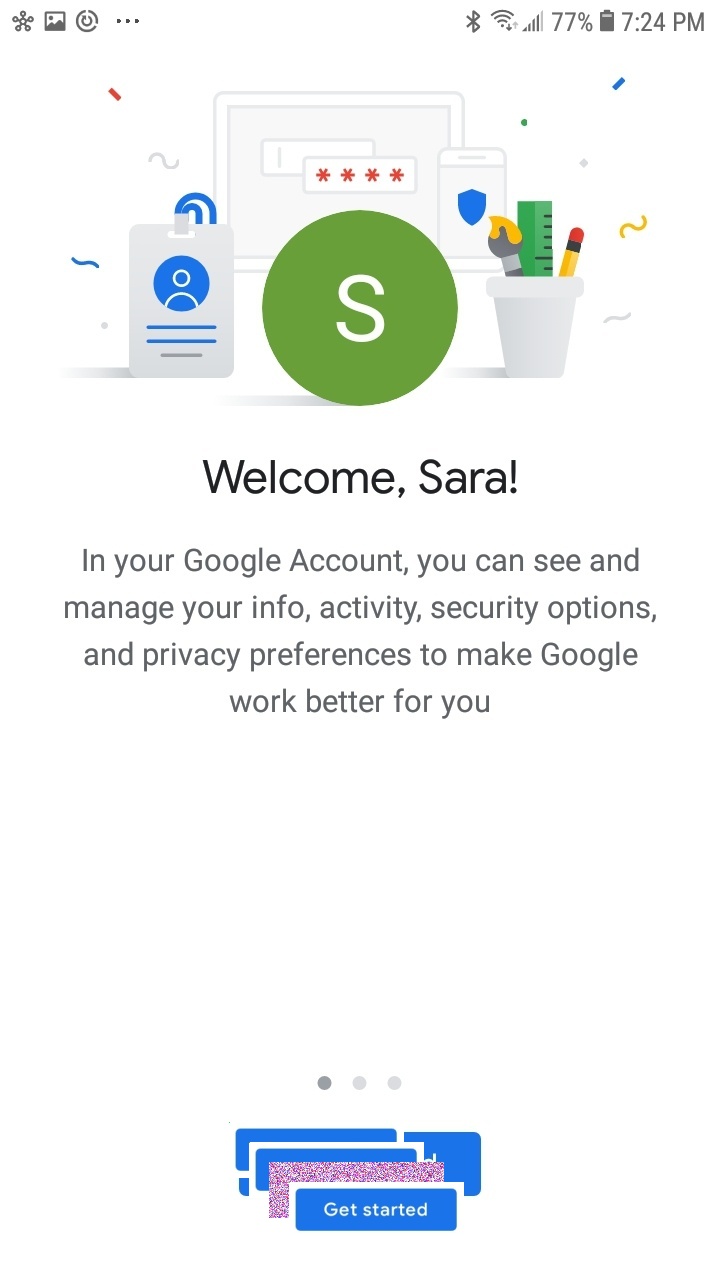 77% 7:24 PM
* * * *
S
Welcome, Sara!
In your Google Account, you can see and
manage your info, activity, security options,
and privacy preferences to make Google
work better for you
Get started